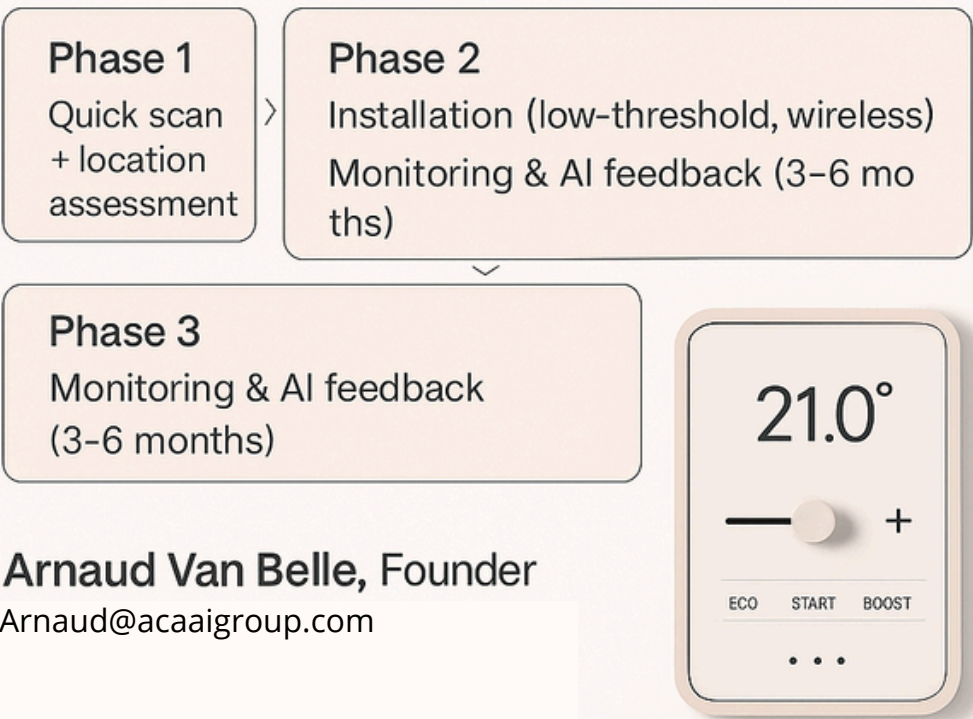 Phase 1
Quick scan
+ location
assessment
Phase 2
Installation (low-threshold, wireless)
Monitoring & AI feedback (3–6 mo
ths)
Phase 3
Monitoring & AI feedback
(3–6 months)
21.0°
+
ECO START BOOST
Arnaud Van Belle, Founder
Arnaud@acaaigroup.com